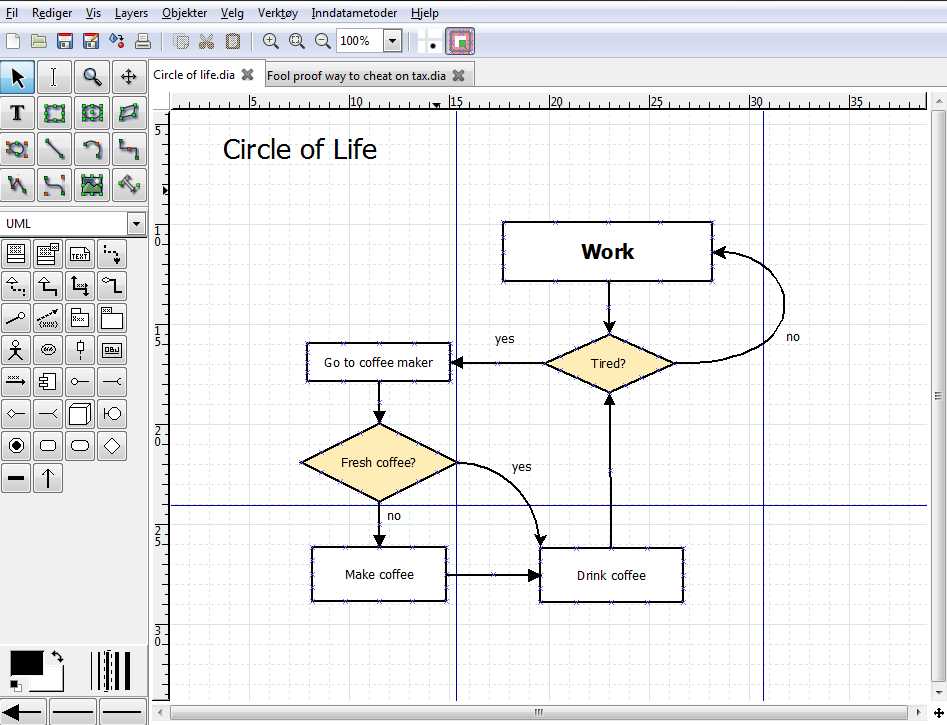 Fil Rediger Vis Layers Objekter Velg Verktøy Inndatametoder Hjelp
100%
Circle of life.dia Fool proof way to cheat on tax.dia
T
UML
TEXT
5 10 15 20 25 30 35
5
10
15
20
25
30
Circle of Life
Work
yes
no
Go to coffee maker
Tired?
Fresh coffee?
yes
no
Make coffee
Drink coffee